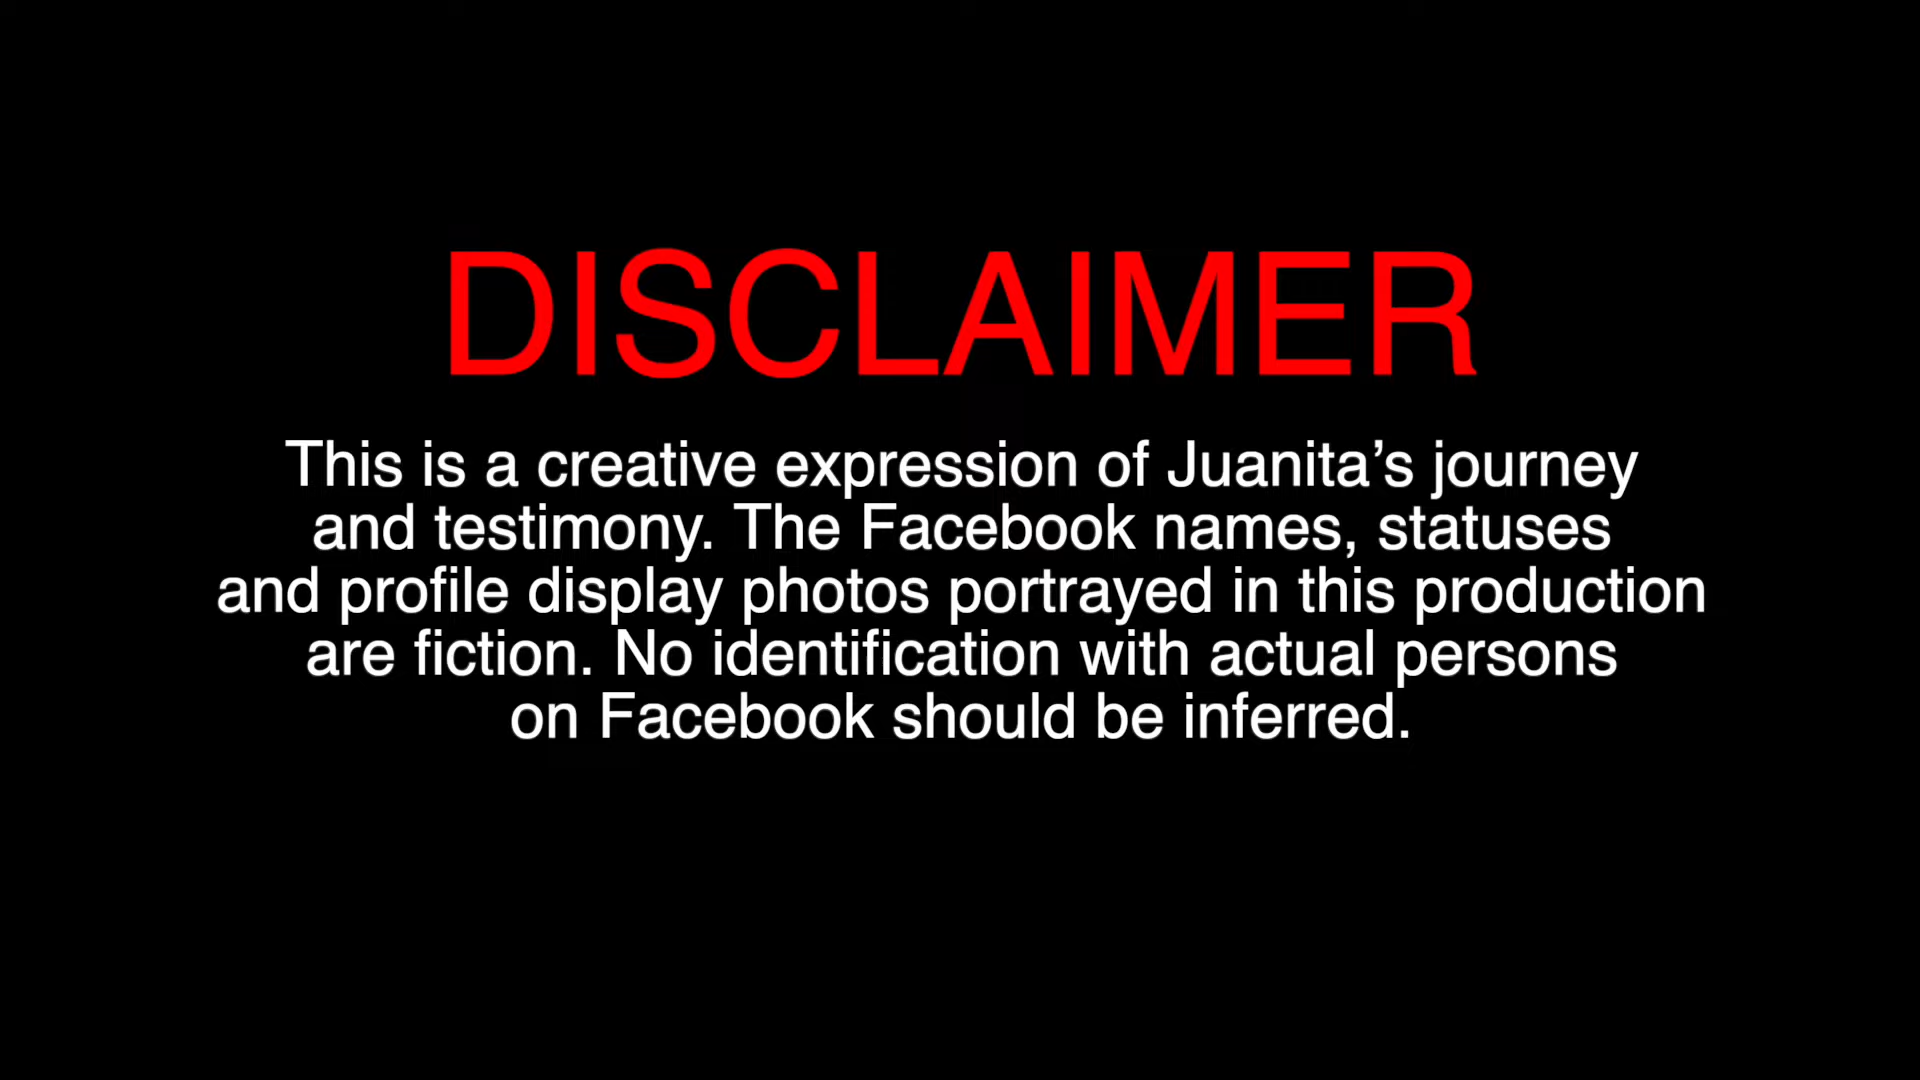 DISCLAIMER
This is a creative expression of Juanita’s journey
and testimony. The Facebook names, statuses
and profile display photos portrayed in this production
are fiction. No identification with actual persons
on Facebook should be inferred.